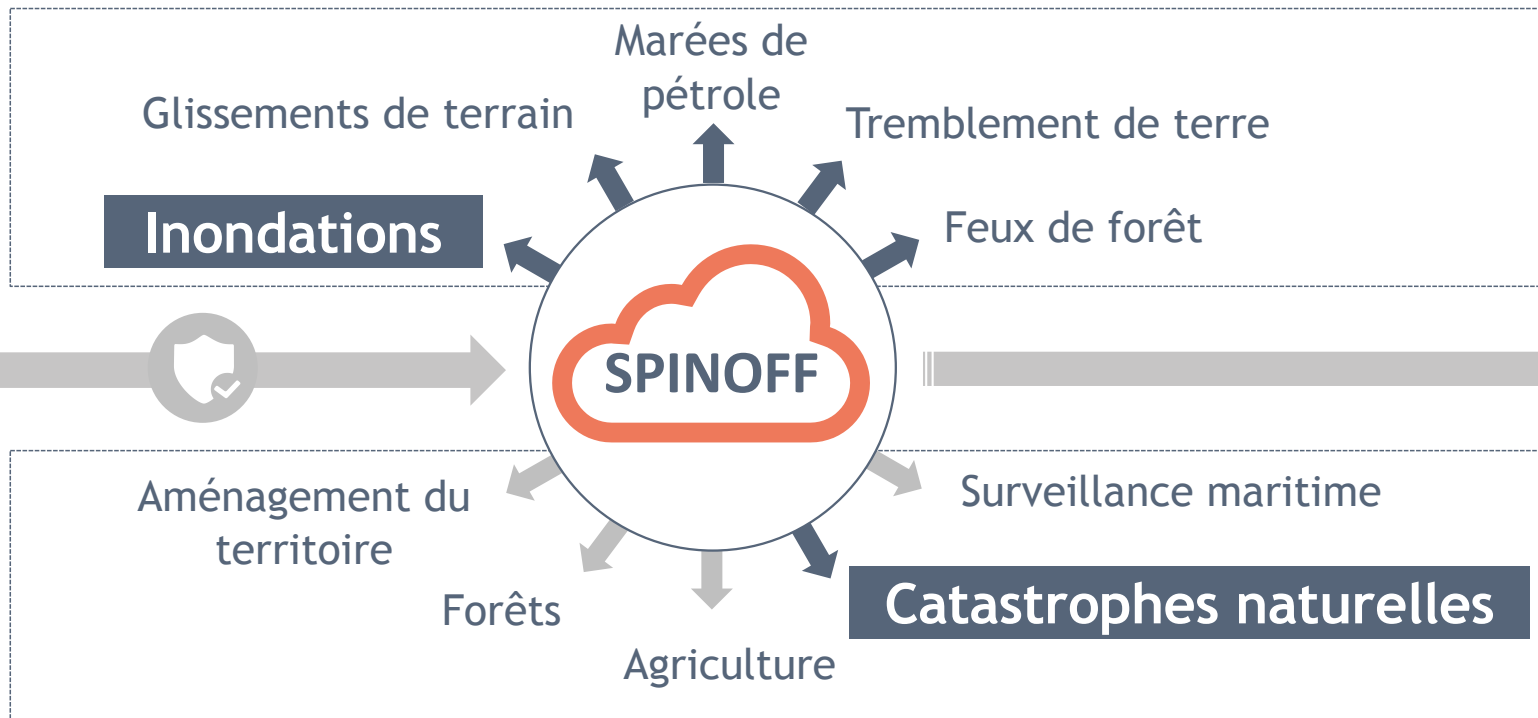 Marées de
pétrole
Glissements de terrain
Tremblement de terre
Inondations
Feux de forêt
SPINOFF
Aménagement du
territoire
Surveillance maritime
Forêts
Catastrophes naturelles
Agriculture